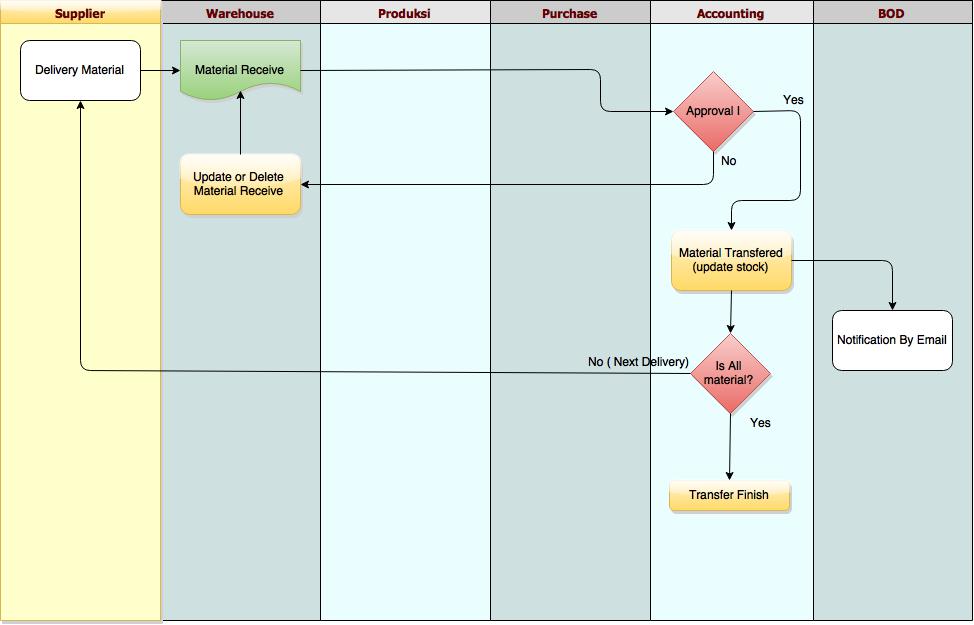 Supplier
Warehouse
Produksi
Purchase
Accounting
BOD
Delivery Material
Material Receive
Approval I
Yes
No
Update or Delete
Material Receive
Material Transfered
(update stock)
Notification By Email
No ( Next Delivery)
Is All
material?
Yes
Transfer Finish